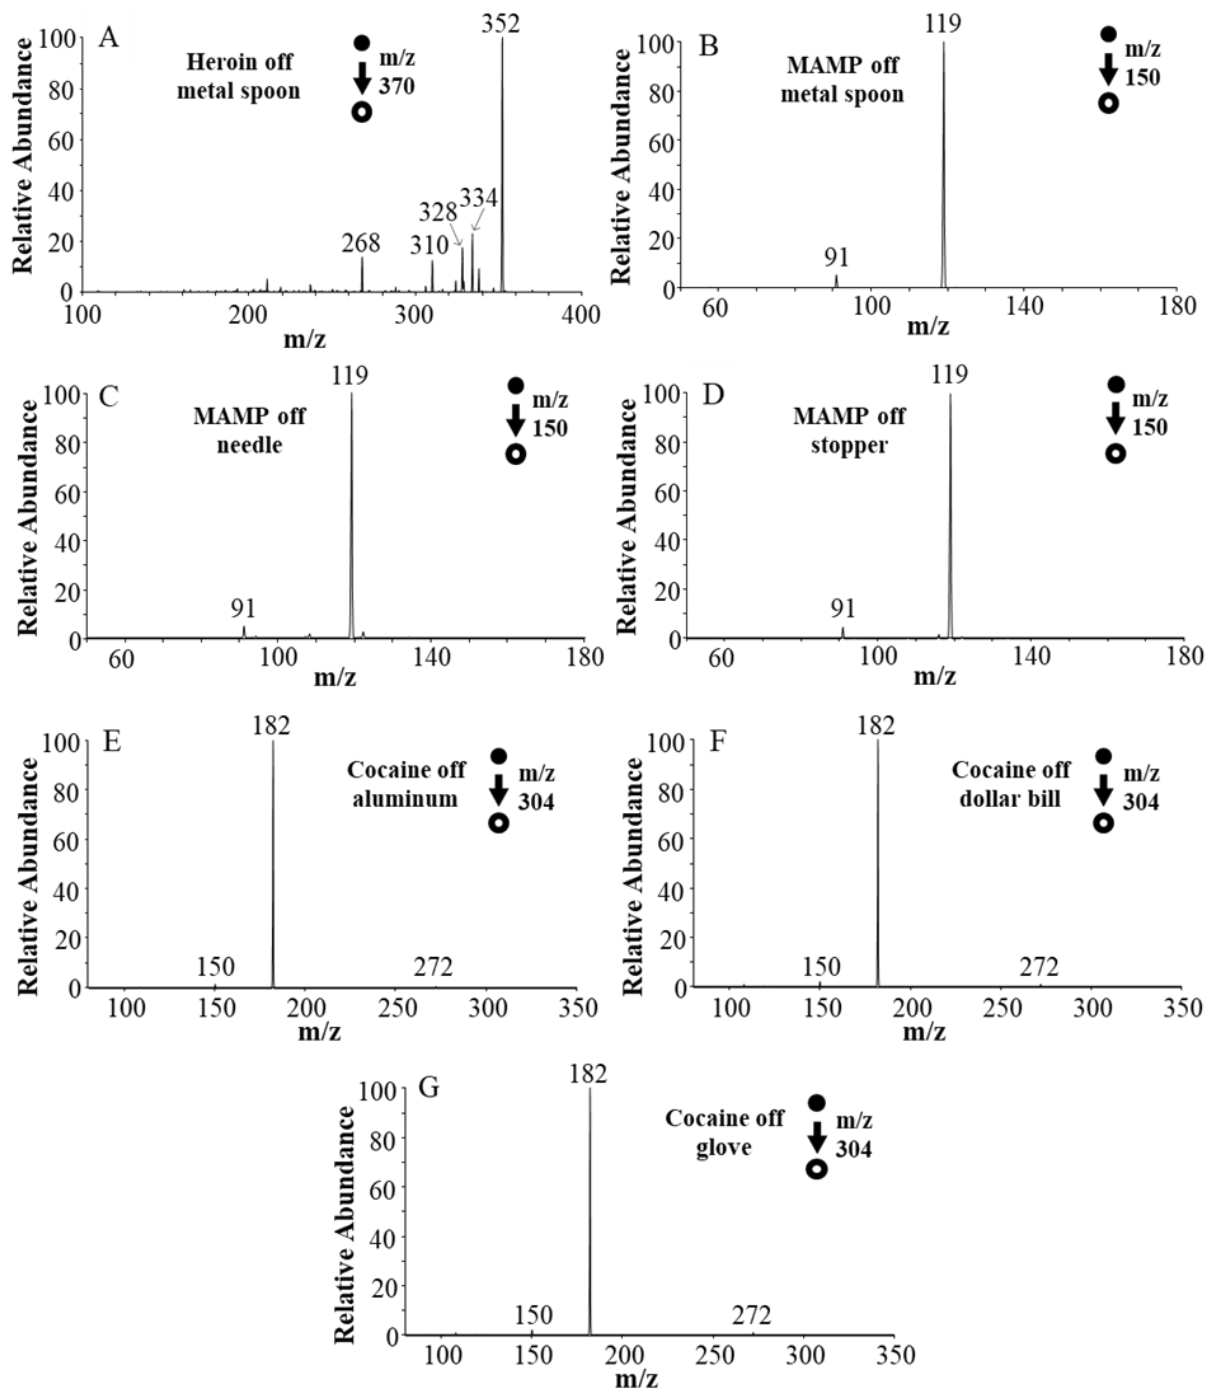 A
Heroin off
metal spoon
m/z
370
352
334
328
310
268
100
80
60
40
20
0
Relative Abundance
100
200
300
400
m/z
B
MAMP off
metal spoon
m/z
150
119
91
100
80
60
40
20
0
Relative Abundance
60
100
140
180
m/z
C
MAMP off
needle
m/z
150
119
91
100
80
60
40
20
0
Relative Abundance
60
100
140
180
m/z
D
MAMP off
stopper
m/z
150
119
91
100
80
60
40
20
0
Relative Abundance
60
100
140
180
m/z
E
Cocaine off
aluminum
m/z
304
182
150
272
100
80
60
40
20
0
Relative Abundance
100
150
200
250
300
350
m/z
F
Cocaine off
dollar bill
m/z
304
182
150
272
100
80
60
40
20
0
Relative Abundance
100
150
200
250
300
350
m/z
G
Cocaine off
glove
m/z
304
182
150
272
100
80
60
40
20
0
Relative Abundance
100
150
200
250
300
350
m/z